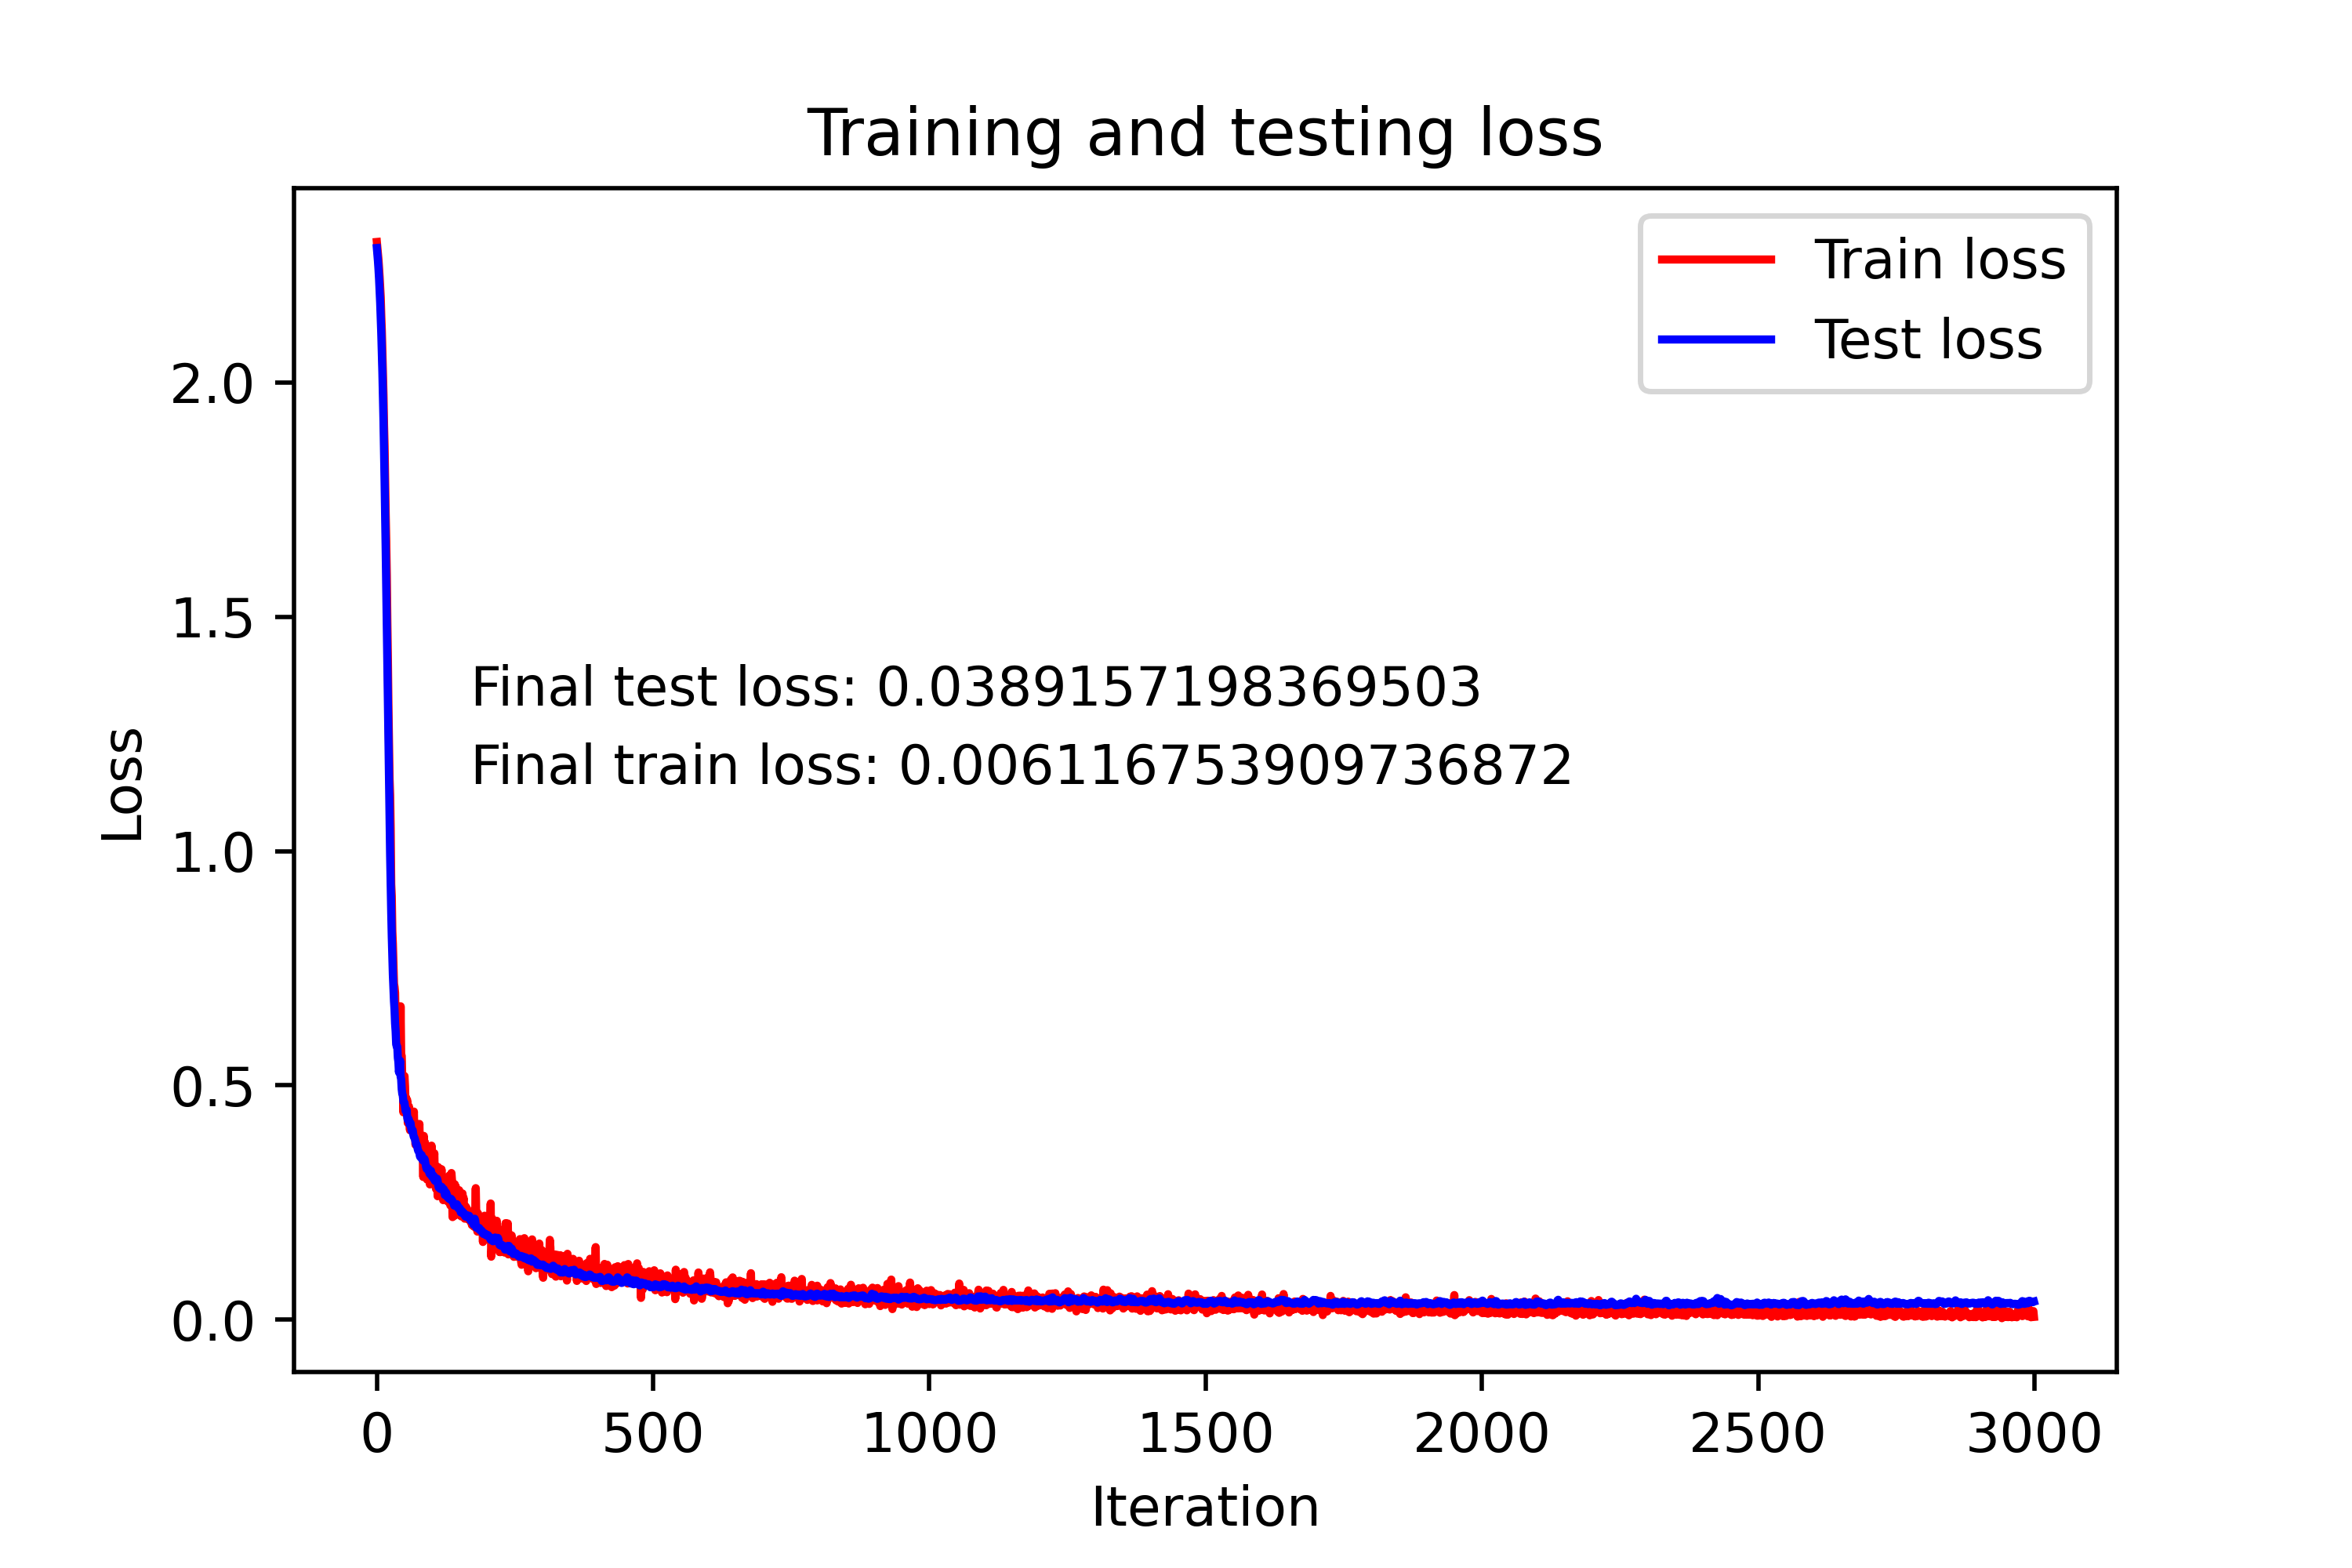 Training and testing loss
Train loss
Test loss
2.0
1.5
Final test loss: 0.0389157198369503
Final train loss: 0.006116753909736872
Loss
1.0
0.5
0.0
0 500 1000 1500 2000 2500 3000
Iteration